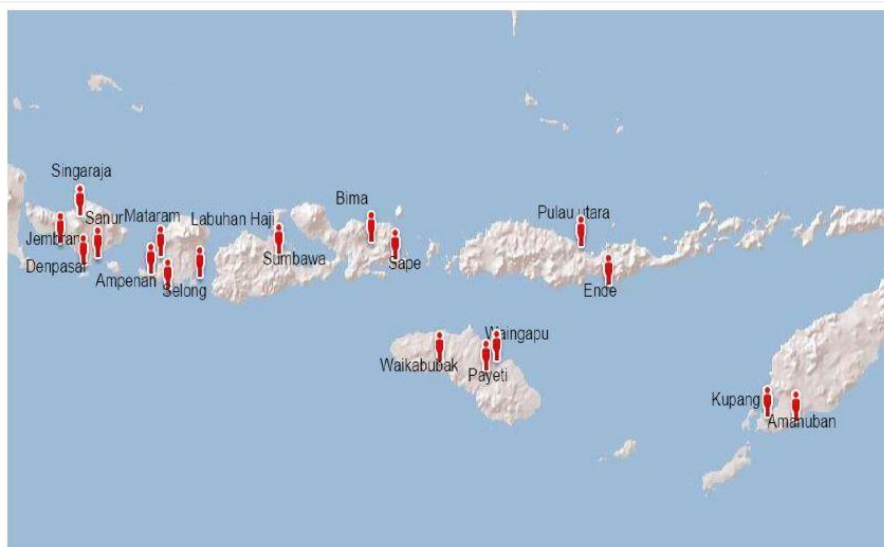 Singaraja
Bima
Sanur
Mataram
Labuhan Haji
Pulau utara
Jembran
Denpasar
Ampenan
Selong
Sumbawa
Sape
Ende
Waingapu
Waikabubak
Payeti
Kupang
Amanuban